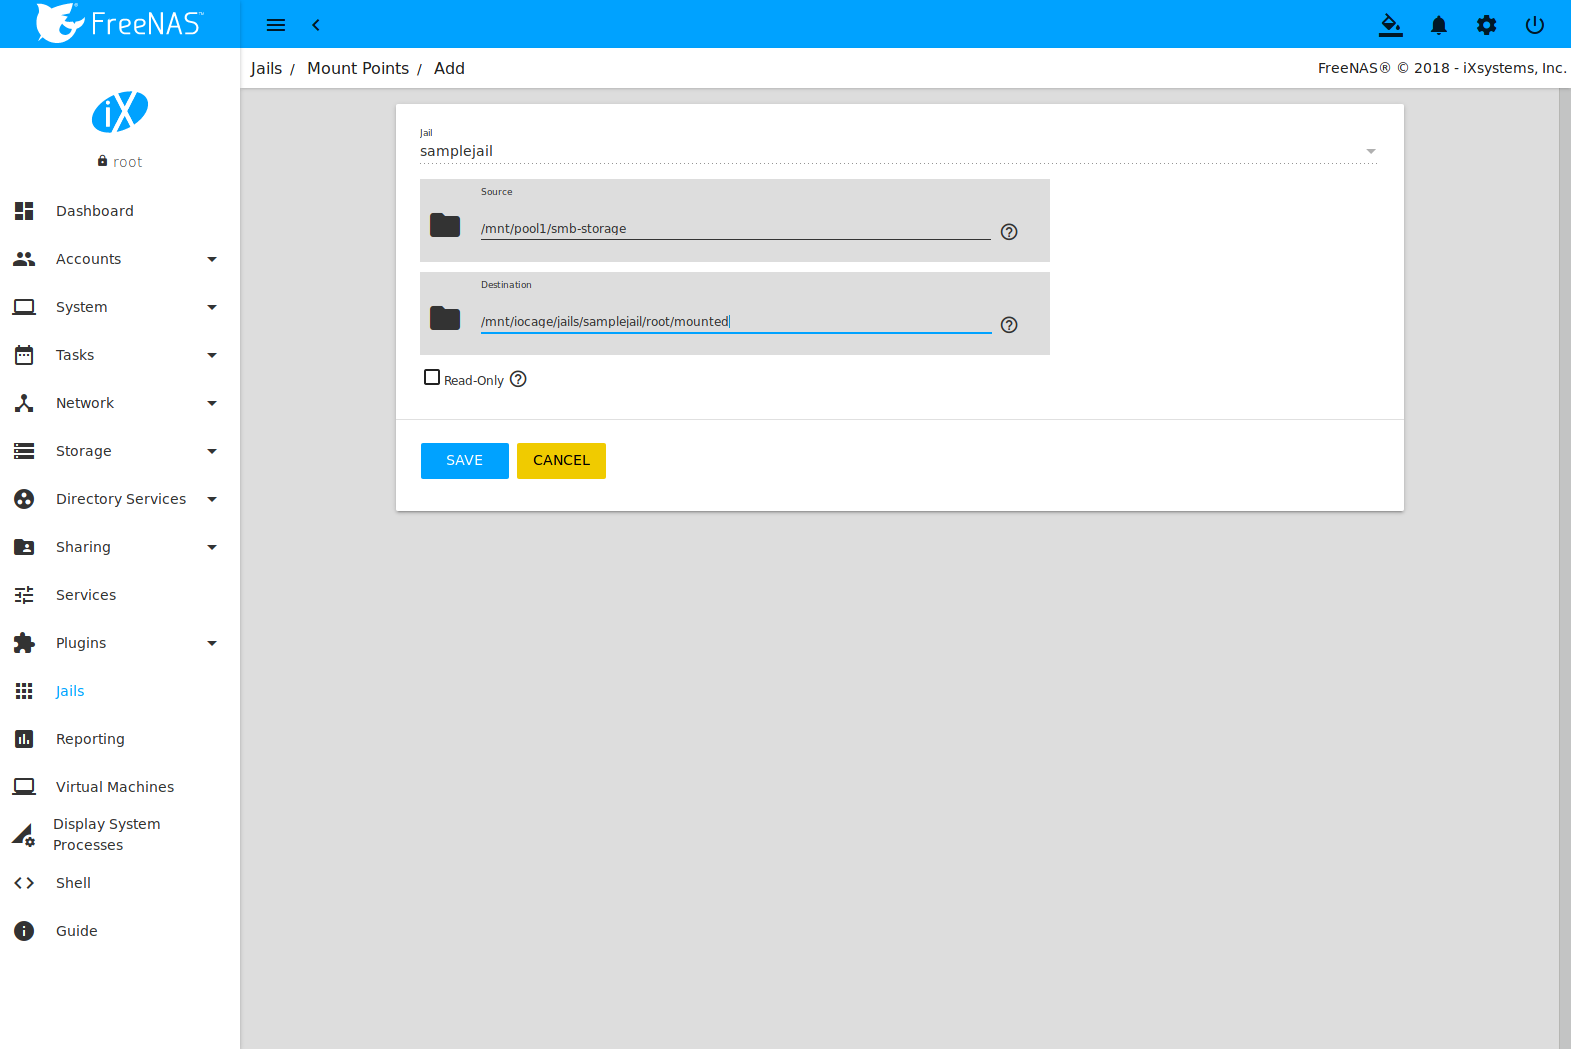 FreeNAS™
Jails / Mount Points / Add
FreeNAS® © 2018 - iXsystems, Inc.
iX
root
Dashboard
Accounts
System
Tasks
Network
Storage
Directory Services
Sharing
Services
Plugins
Jails
Reporting
Virtual Machines
Display System
Processes
Shell
Guide
Jail
samplejail
Source
/mnt/pool1/smb-storage
Destination
/mnt/iocage/jails/samplejail/root/mounted
Read-Only
SAVE CANCEL